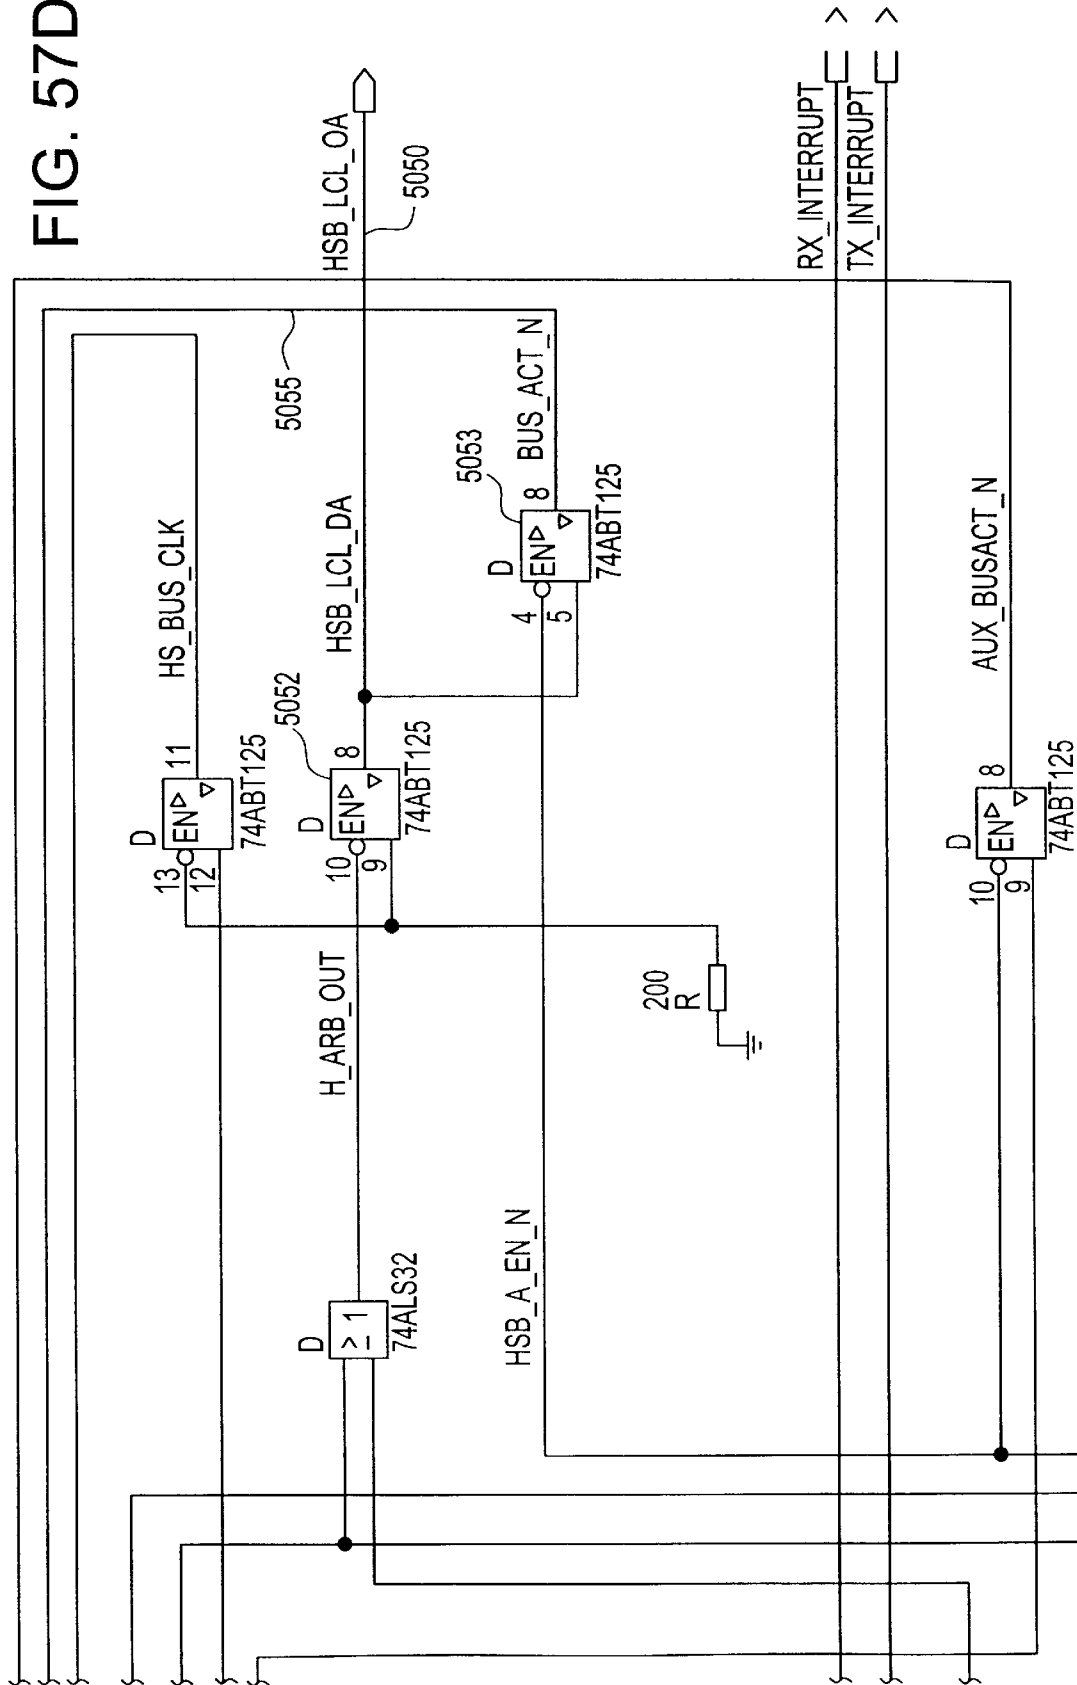 FIG. 57D
HSB_LCL_OA
5050
RX_INTERRUPT
TX_INTERRUPT
5055
HS_BUS_CLK
HSB_LCL_DA
5053
BUS_ACT_N
D
EN
4
5
8
74ABT125
AUX_BUSACT_N
D
EN
13
12
11
74ABT125
5052
D
EN
10
9
8
74ABT125
D
EN
10
9
8
74ABT125
H_ARB_OUT
200
R
D
≥1
74ALS32
HSB_A_EN_N